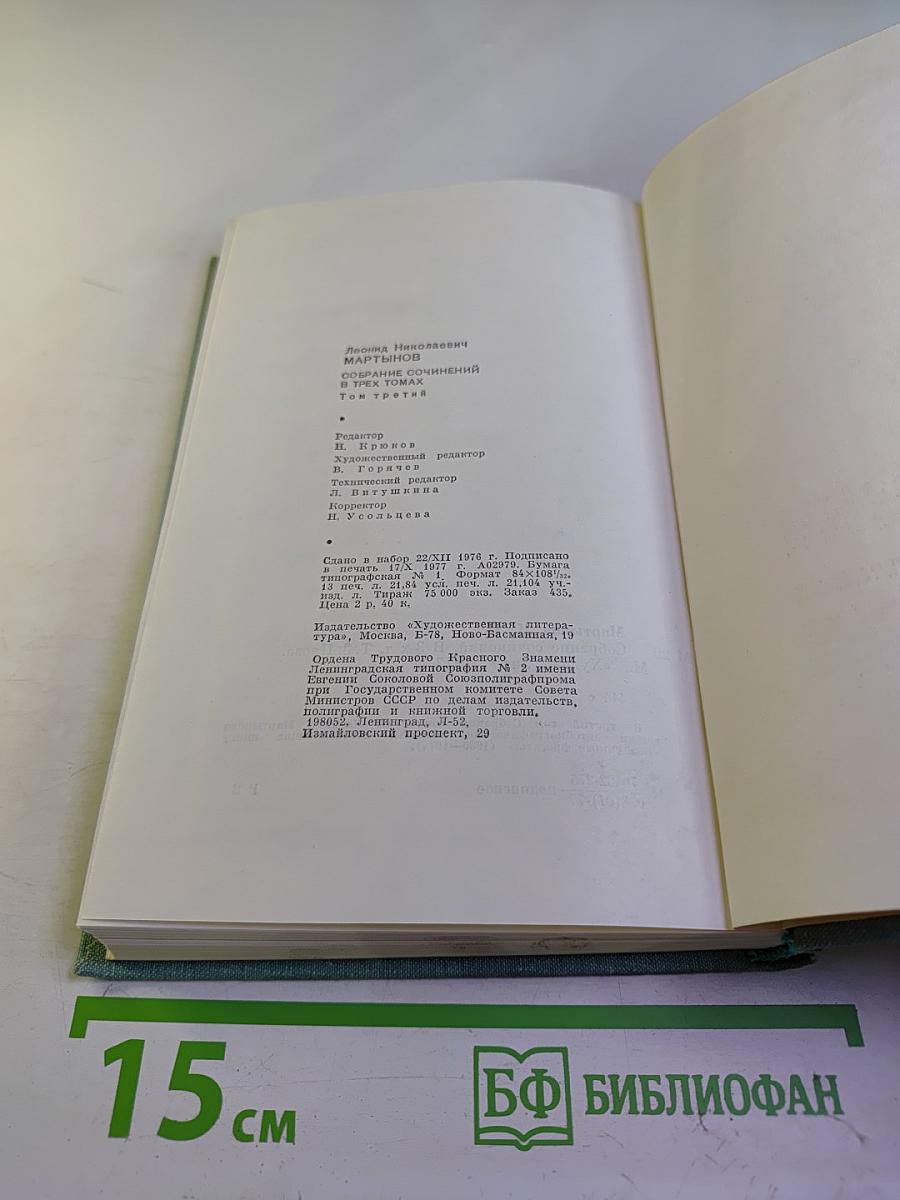 Леонид Николаевич
МАРТЫНОВ
СОБРАНИЕ СОЧИНЕНИЙ
В ТРЕХ ТОМАХ
Том третий
Редактор
Н. Крюков
Художественный редактор
В. Горячев
Технический редактор
Л. Витушкина
Корректор
Н. Усольцева
Сдано в набор 22/XII 1976 г. Подписано
в печать 17/X 1977 г. А02979. Бумага
типографская № 1. Формат 84×108¹/₃₂.
13 печ. л. 21,84 усл. печ. л. 21,104 уч.-
изд. л. Тираж 75 000 экз. Заказ 435.
Цена 2 р. 40 к.
Издательство «Художественная литера-
тура», Москва, Б-78, Ново-Басманная, 19
Ордена Трудового Красного Знамени
Ленинградская типография № 2 имени
Евгении Соколовой Союзполиграфпрома
при Государственном комитете Совета
Министров СССР по делам издательств,
полиграфии и книжной торговли.
198052, Ленинград, Л-52,
Измайловский проспект, 29
15 см
БФ БИБЛИОФАН